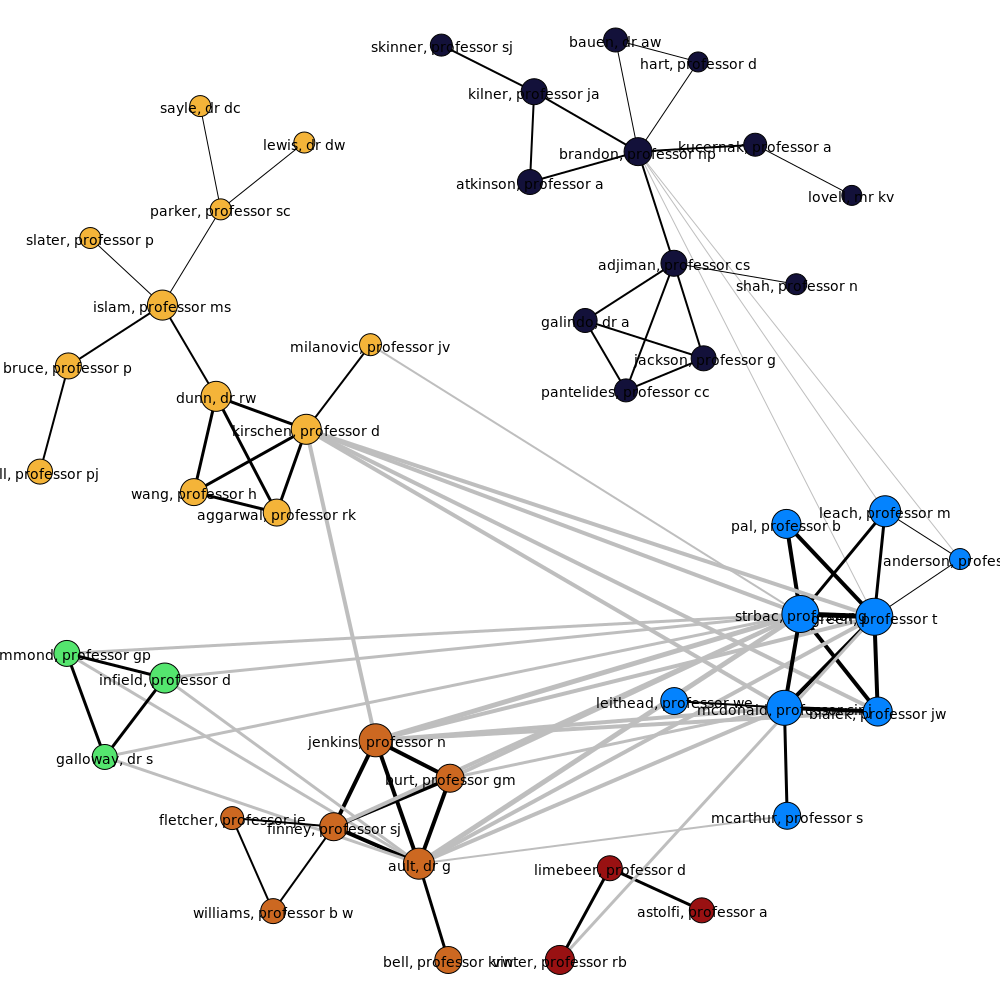 bauen, dr aw
skinner, professor sj
hart, professor d
kilner, professor ja
sayle, dr dc
lewis, dr dw
kucernak, professor a
brandon, professor np
atkinson, professor a
lovell, mr kv
parker, professor sc
slater, professor p
adjiman, professor cs
shah, professor n
islam, professor ms
galindo, dr a
milanovic, professor jv
jackson, professor g
bruce, professor p
pantelides, professor cc
dunn, dr rw
kirschen, professor d
ll, professor pj
wang, professor h
aggarwal, professor rk
leach, professor m
pal, professor b
anderson, profes
strbac, professor g
green, professor t
mmond, professor gp
infield, professor d
leithead, professor we
mcdonald, professor
bialek, professor jw
jenkins, professor n
galloway, dr s
burt, professor gm
mcarthur, professor s
fletcher, professor je
finney, professor sj
ault, dr g
limebeer, professor d
williams, professor b w
astolfi, professor a
bell, professor
vinter, professor rb